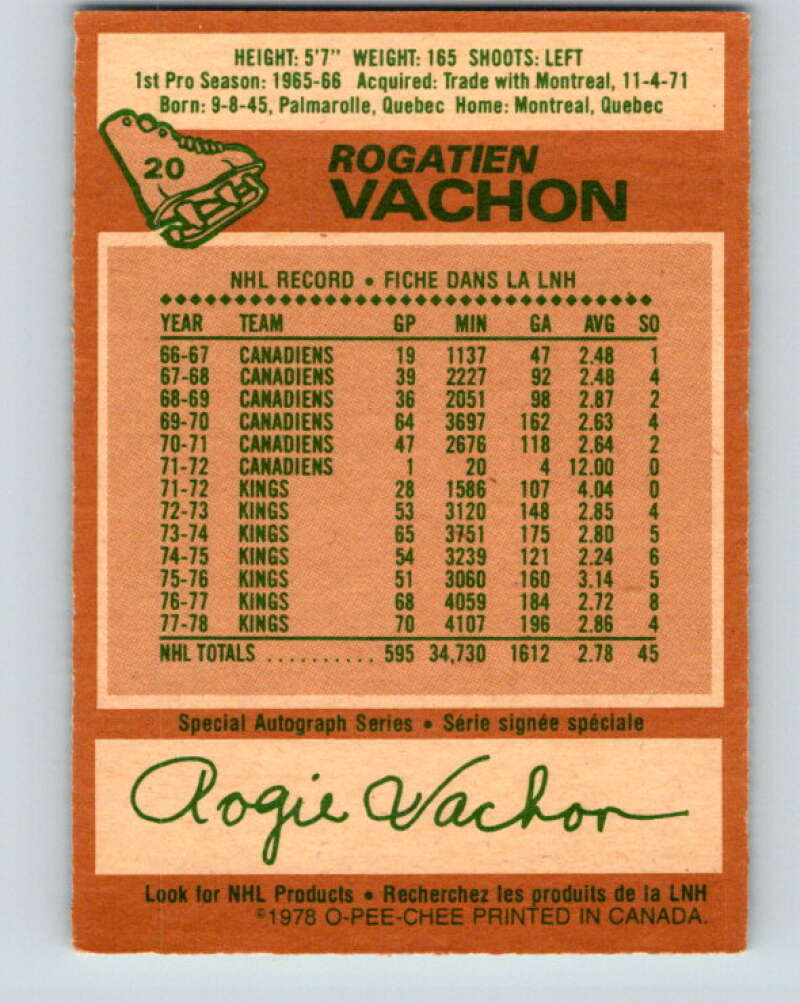 HEIGHT: 5'7" WEIGHT: 165 SHOOTS: LEFT
1st Pro Season: 1965-66 Acquired: Trade with Montreal, 11-4-71
Born: 9-8-45, Palmarolle, Quebec Home: Montreal, Quebec
20
ROGATIEN
VACHON
NHL RECORD • FICHE DANS LA LNH
YEAR TEAM GP MIN GA AVG SO
66-67 CANADIENS 19 1137 47 2.48 1
67-68 CANADIENS 39 2227 92 2.48 4
68-69 CANADIENS 36 2051 98 2.87 2
69-70 CANADIENS 64 3697 162 2.63 4
70-71 CANADIENS 47 2676 118 2.64 2
71-72 CANADIENS 1 20 4 12.00 0
71-72 KINGS 28 1586 107 4.04 0
72-73 KINGS 53 3120 148 2.85 4
73-74 KINGS 65 3751 175 2.80 5
74-75 KINGS 54 3239 121 2.24 6
75-76 KINGS 51 3060 160 3.14 5
76-77 KINGS 68 4059 184 2.72 8
77-78 KINGS 70 4107 196 2.86 4
NHL TOTALS .......... 595 34,730 1612 2.78 45
Special Autograph Series • Série signée spéciale
Rogie Vachon
Look for NHL Products • Recherchez les produits de la LNH
©1978 O-PEE-CHEE PRINTED IN CANADA.